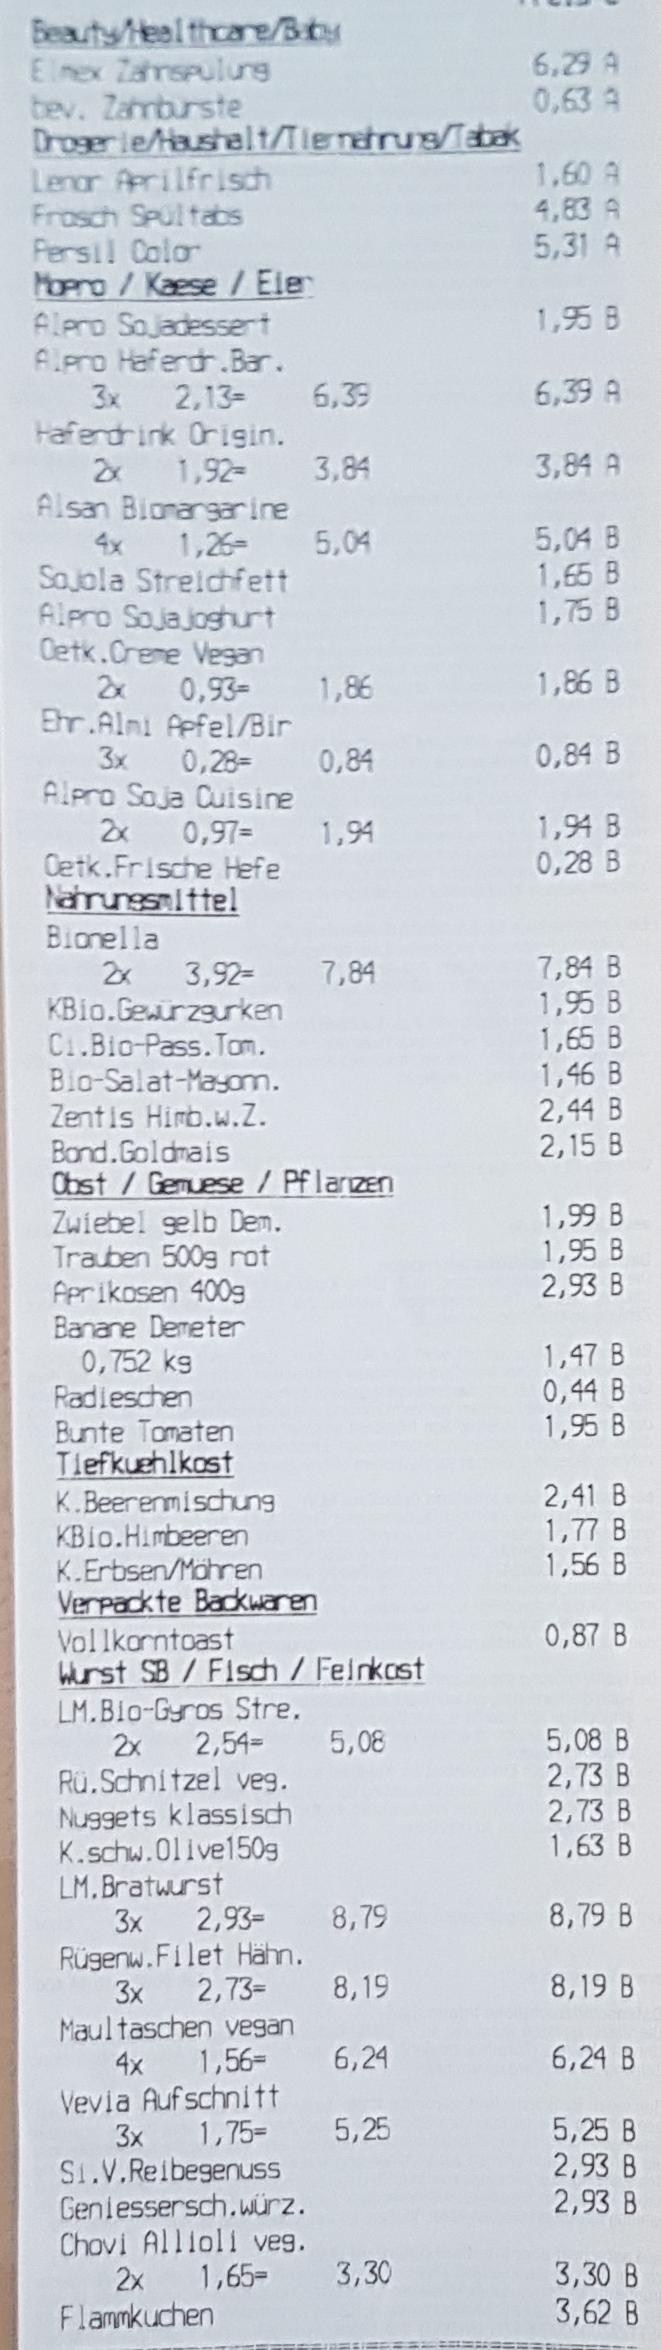 Beauty/Healthcare/Baby
Elmex Zahnspülung 6,29 A
bev. Zahnbürste 0,63 A
Drogerie/Haushalt/Tiernahrung/Tabak
Lenor Aprilfrisch 1,60 A
Frosch Spültabs 4,83 A
Persil Color 5,31 A
Mopro / Kaese / Eier
Alpro Sojadessert 1,95 B
Alpro Haferdr.Bar.
3x 2,13= 6,39 6,39 A
Haferdrink Origin.
2x 1,92= 3,84 3,84 A
Alsan Biomargarine
4x 1,26= 5,04 5,04 B
Sojola Streichfett 1,65 B
Alpro Sojajoghurt 1,75 B
Oetk.Creme Vegan
2x 0,93= 1,86 1,86 B
Ehr.Almi Apfel/Bir
3x 0,28= 0,84 0,84 B
Alpro Soja Cuisine
2x 0,97= 1,94 1,94 B
Oetk.Frische Hefe 0,28 B
Nahrungsmittel
Bionella
2x 3,92= 7,84 7,84 B
KBio.Gewürzgurken 1,95 B
Ci.Bio-Pass.Tom. 1,65 B
Bio-Salat-Mayonn. 1,46 B
Zentis Himb.w.Z. 2,44 B
Bond.Goldmais 2,15 B
Obst / Gemuese / Pflanzen
Zwiebel gelb Dem. 1,99 B
Trauben 500g rot 1,95 B
Aprikosen 400g 2,93 B
Banane Demeter
0,752 kg 1,47 B
Radieschen 0,44 B
Bunte Tomaten 1,95 B
Tiefkuehlkost
K.Beerenmischung 2,41 B
KBio.Himbeeren 1,77 B
K.Erbsen/Möhren 1,56 B
Verpackte Backwaren
Vollkorntoast 0,87 B
Wurst SB / Fisch / Feinkost
LM.Bio-Gyros Stre.
2x 2,54= 5,08 5,08 B
Rü.Schnitzel veg. 2,73 B
Nuggets klassisch 2,73 B
K.schw.Olive150g 1,63 B
LM.Bratwurst
3x 2,93= 8,79 8,79 B
Rügenw.Filet Hähn.
3x 2,73= 8,19 8,19 B
Maultaschen vegan
4x 1,56= 6,24 6,24 B
Vevia Aufschnitt
3x 1,75= 5,25 5,25 B
Si.V.Reibegenuss 2,93 B
Geniessersch.würz. 2,93 B
Chovi Allioli veg.
2x 1,65= 3,30 3,30 B
Flammkuchen 3,62 B